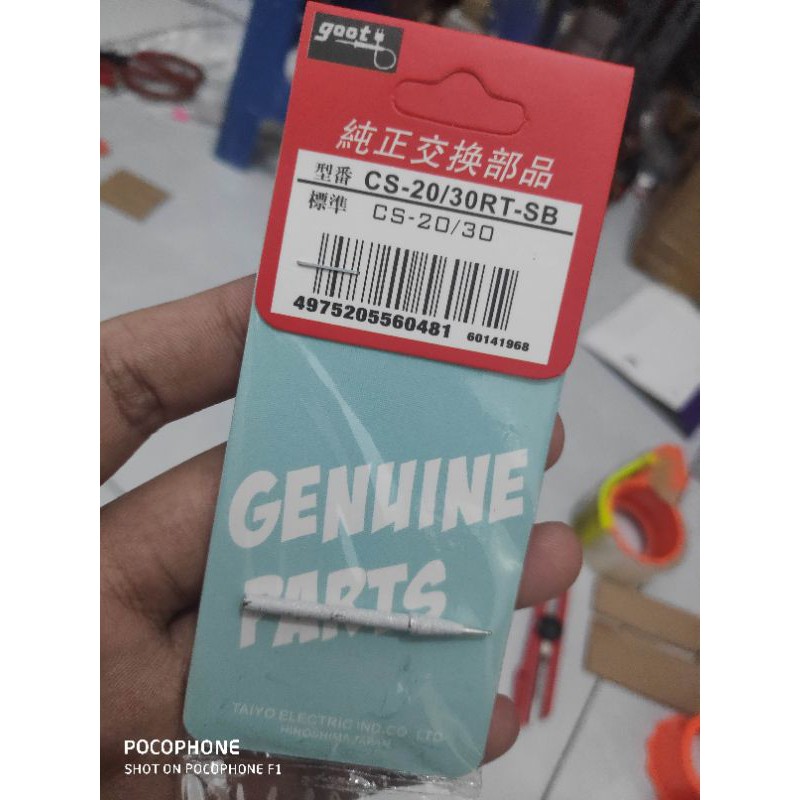 goot
純正交換部品
型番 CS-20/30RT-SB
標準 CS-20/30
4975205560481 60141968
GENUINE
PARTS
TAIYO ELECTRIC IND.CO.,LTD.
HIROSHIMA JAPAN
POCOPHONE
SHOT ON POCOPHONE F1